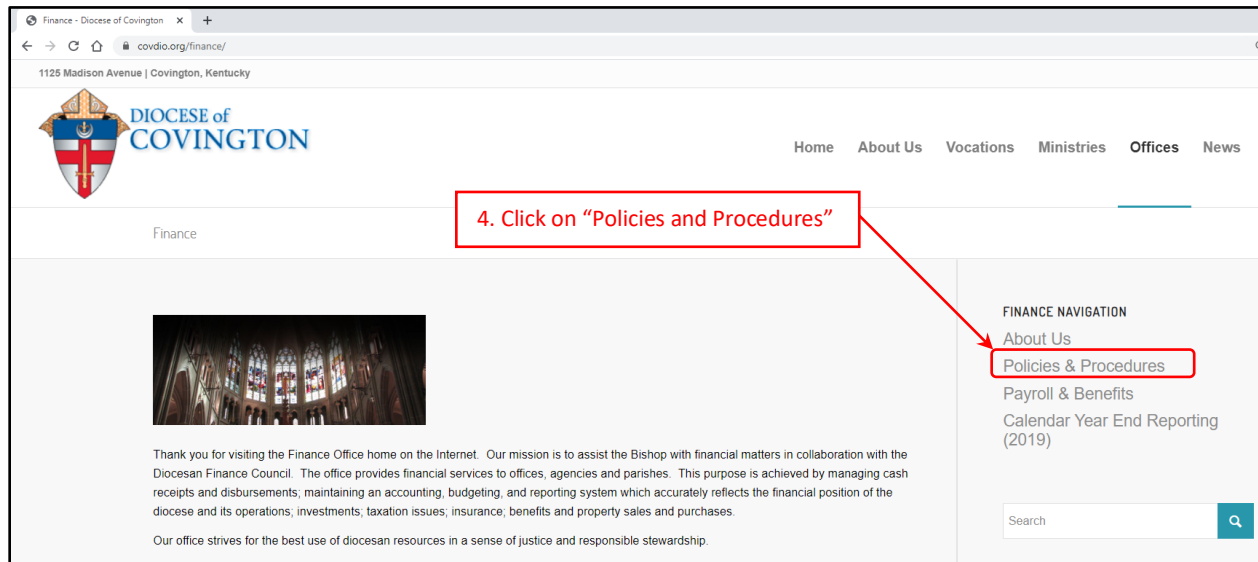 Finance - Diocese of Covington
covdio.org/finance/
1125 Madison Avenue | Covington, Kentucky
DIOCESE of
COVINGTON
Home About Us Vocations Ministries Offices News
4. Click on “Policies and Procedures”
Finance
FINANCE NAVIGATION
About Us
Policies & Procedures
Payroll & Benefits
Calendar Year End Reporting
(2019)
Thank you for visiting the Finance Office home on the Internet. Our mission is to assist the Bishop with financial matters in collaboration with the
Diocesan Finance Council. The office provides financial services to offices, agencies and parishes. This purpose is achieved by managing cash
receipts and disbursements; maintaining an accounting, budgeting, and reporting system which accurately reflects the financial position of the
diocese and its operations; investments; taxation issues; insurance; benefits and property sales and purchases.
Our office strives for the best use of diocesan resources in a sense of justice and responsible stewardship.
Search